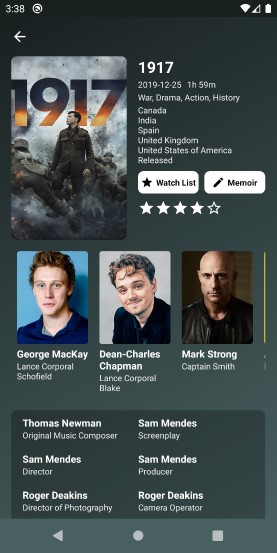 3:38
1917
1917
2019-12-25 1h 59m
War, Drama, Action, History
Canada
India
Spain
United Kingdom
United States of America
Released
Watch List
Memoir
George MacKay
Lance Corporal
Schofield
Dean-Charles
Chapman
Lance Corporal
Blake
Mark Strong
Captain Smith
Thomas Newman
Original Music Composer
Sam Mendes
Screenplay
Sam Mendes
Director
Sam Mendes
Producer
Roger Deakins
Director of Photography
Roger Deakins
Camera Operator